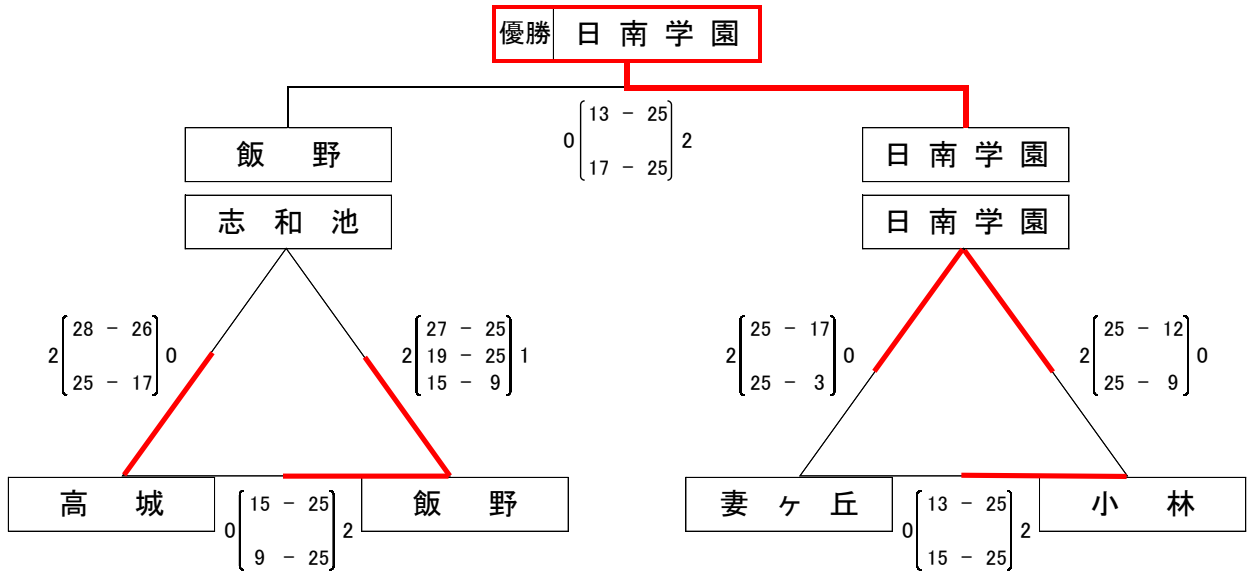 優勝 日南学園
13 － 25
0 2
17 － 25
飯野 日南学園
志和池 日南学園
28 － 26
2 0
25 － 17
27 － 25
2 19 － 25 1
15 － 9
25 － 17
2 0
25 － 3
25 － 12
2 0
25 － 9
高城 飯野 妻ヶ丘 小林
15 － 25
0 2
9 － 25
13 － 25
0 2
15 － 25